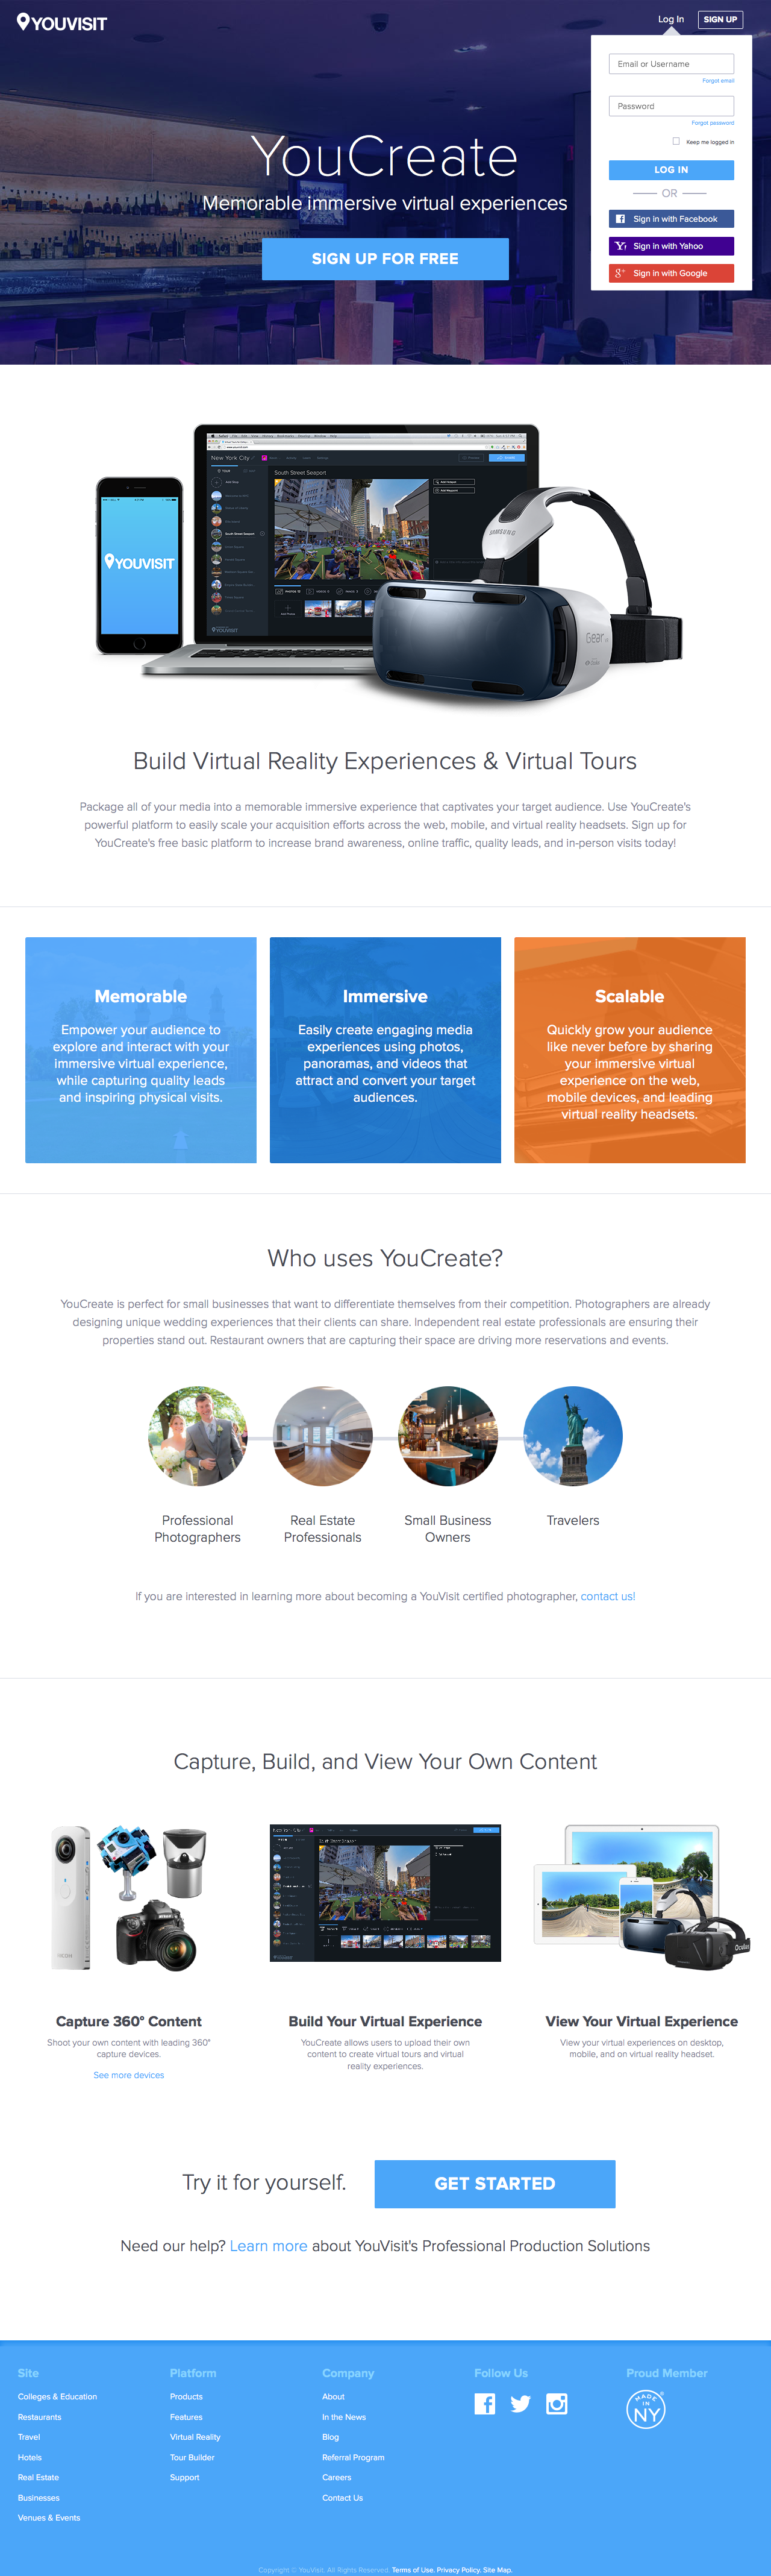 YOUVISIT
Log In
SIGN UP
Email or Username
Forgot email
Password
Forgot password
Keep me logged in
LOG IN
OR
Sign in with Facebook
Sign in with Yahoo
Sign in with Google
YouCreate
Memorable immersive virtual experiences
SIGN UP FOR FREE
New York City
South Street Seaport
YOUVISIT
SAMSUNG
Gear
Build Virtual Reality Experiences & Virtual Tours
Package all of your media into a memorable immersive experience that captivates your target audience. Use YouCreate's
powerful platform to easily scale your acquisition efforts across the web, mobile, and virtual reality headsets. Sign up for
YouCreate's free basic platform to increase brand awareness, online traffic, quality leads, and in-person visits today!
Memorable
Empower your audience to
explore and interact with your
immersive virtual experience,
while capturing quality leads
and inspiring physical visits.
Immersive
Easily create engaging media
experiences using photos,
panoramas, and videos that
attract and convert your target
audiences.
Scalable
Quickly grow your audience
like never before by sharing
your immersive virtual
experience on the web,
mobile devices, and leading
virtual reality headsets.
Who uses YouCreate?
YouCreate is perfect for small businesses that want to differentiate themselves from their competition. Photographers are already
designing unique wedding experiences that their clients can share. Independent real estate professionals are ensuring their
properties stand out. Restaurant owners that are capturing their space are driving more reservations and events.
Professional
Photographers
Real Estate
Professionals
Small Business
Owners
Travelers
If you are interested in learning more about becoming a YouVisit certified photographer, contact us!
Capture, Build, and View Your Own Content
Capture 360° Content
Shoot your own content with leading 360°
capture devices.
See more devices
Build Your Virtual Experience
YouCreate allows users to upload their own
content to create virtual tours and virtual
reality experiences.
View Your Virtual Experience
View your virtual experiences on desktop,
mobile, and on virtual reality headset.
Try it for yourself.
GET STARTED
Need our help? Learn more about YouVisit's Professional Production Solutions
Site
Colleges & Education
Restaurants
Travel
Hotels
Real Estate
Businesses
Venues & Events
Platform
Products
Features
Virtual Reality
Tour Builder
Support
Company
About
In the News
Blog
Referral Program
Careers
Contact Us
Follow Us
Proud Member
MADE
IN
NY
Copyright © YouVisit. All Rights Reserved. Terms of Use. Privacy Policy. Site Map.